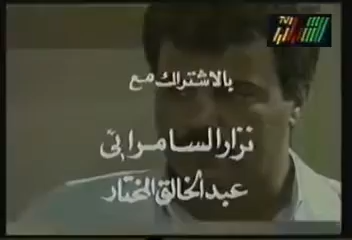 بالاشتراك مع
نزار السامرائي
عبد الخالق المختار